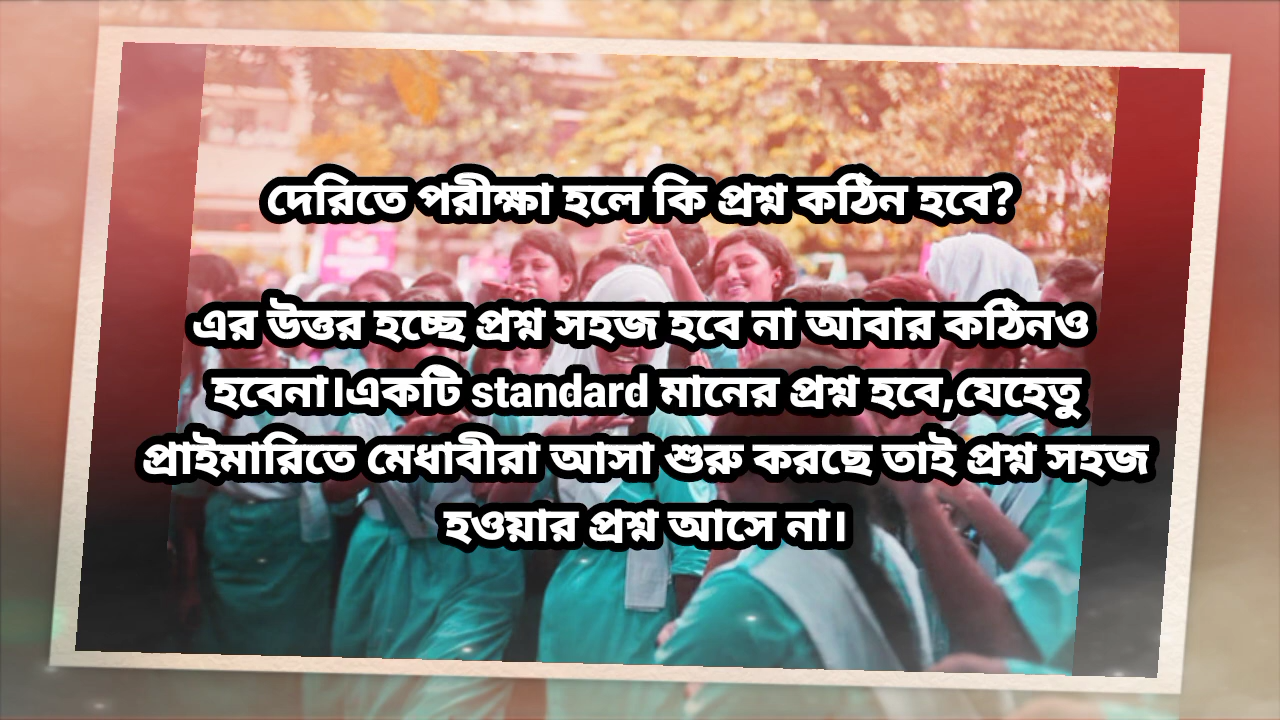 দেরিতে পরীক্ষা হলে কি প্রশ্ন কঠিন হবে?
এর উত্তর হচ্ছে প্রশ্ন সহজ হবে না আবার কঠিনও
হবেনা।একটি standard মানের প্রশ্ন হবে,যেহেতু
প্রাইমারিতে মেধাবীরা আসা শুরু করছে তাই প্রশ্ন সহজ
হওয়ার প্রশ্ন আসে না।